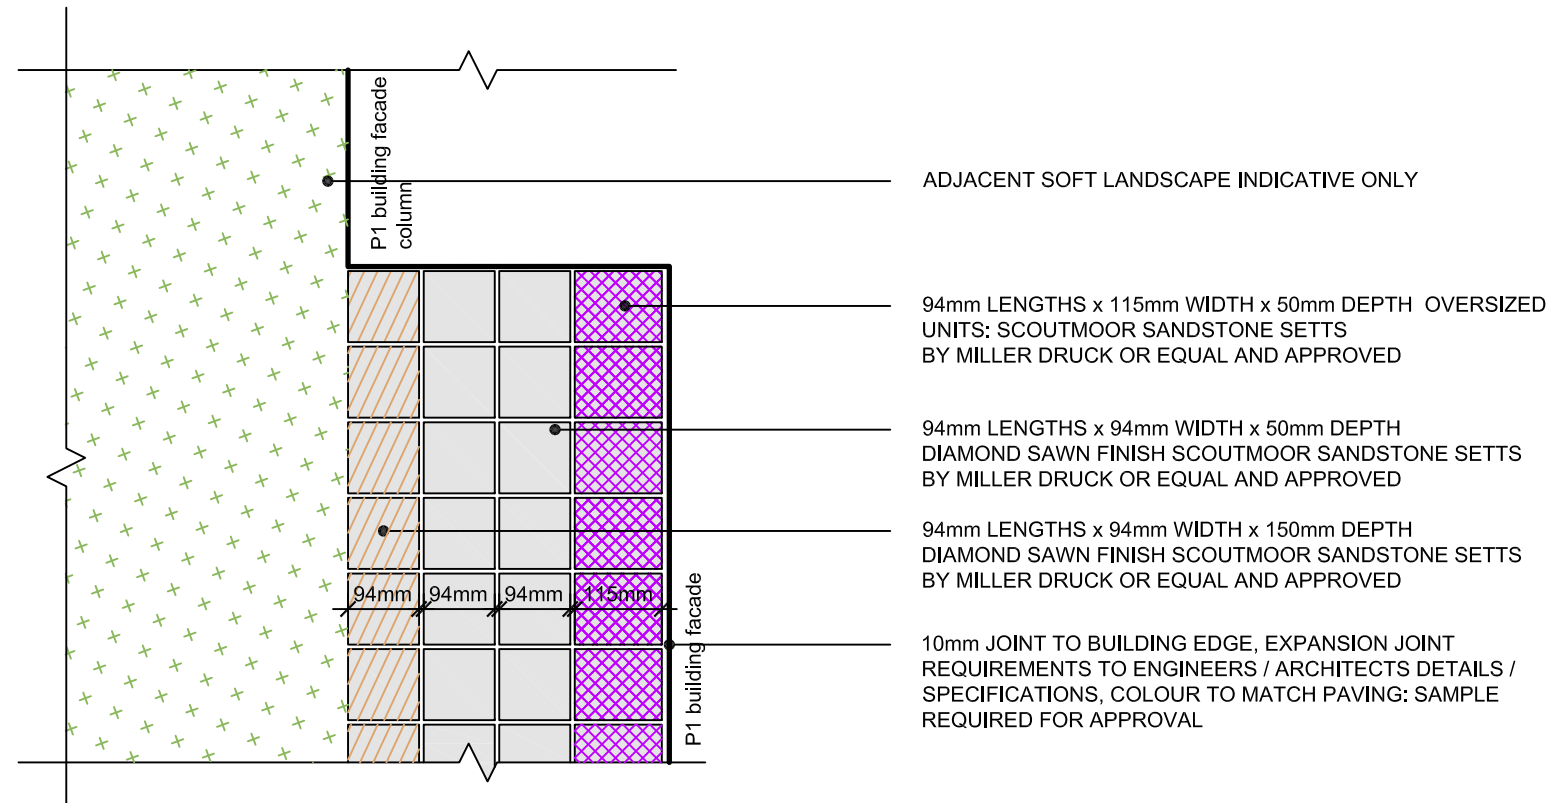 P1 building facade
column
ADJACENT SOFT LANDSCAPE INDICATIVE ONLY
94mm LENGTHS x 115mm WIDTH x 50mm DEPTH  OVERSIZED
UNITS: SCOUTMOOR SANDSTONE SETTS
BY MILLER DRUCK OR EQUAL AND APPROVED
94mm LENGTHS x 94mm WIDTH x 50mm DEPTH
DIAMOND SAWN FINISH SCOUTMOOR SANDSTONE SETTS
BY MILLER DRUCK OR EQUAL AND APPROVED
94mm LENGTHS x 94mm WIDTH x 150mm DEPTH
DIAMOND SAWN FINISH SCOUTMOOR SANDSTONE SETTS
BY MILLER DRUCK OR EQUAL AND APPROVED
94mm 94mm 94mm 115mm
P1 building facade
10mm JOINT TO BUILDING EDGE, EXPANSION JOINT
REQUIREMENTS TO ENGINEERS / ARCHITECTS DETAILS /
SPECIFICATIONS, COLOUR TO MATCH PAVING: SAMPLE
REQUIRED FOR APPROVAL